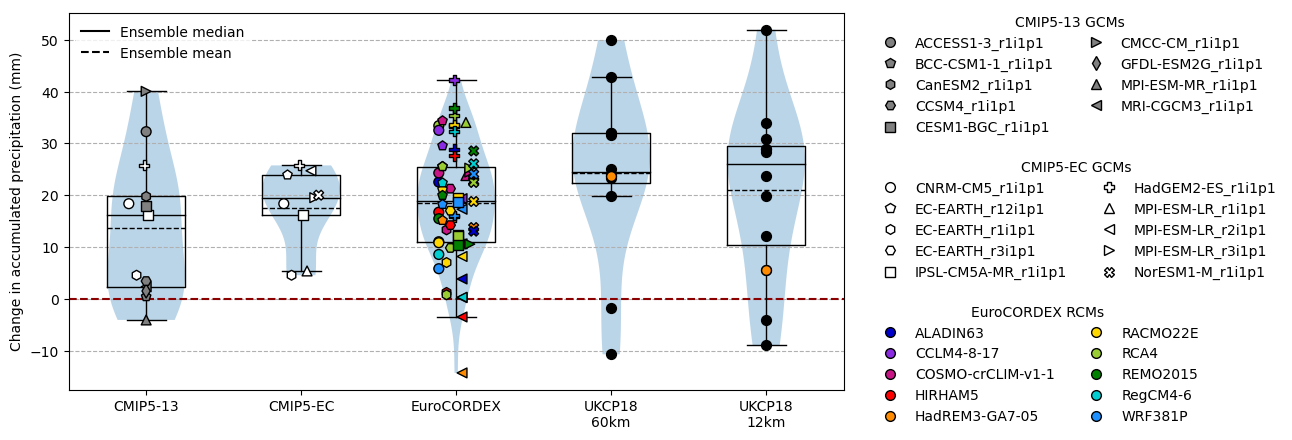 Change in accumulated precipitation (mm)
50
40
30
20
10
0
−10
Ensemble median
Ensemble mean
CMIP5-13
CMIP5-EC
EuroCORDEX
UKCP18
60km
UKCP18
12km
CMIP5-13 GCMs
ACCESS1-3_r1i1p1
BCC-CSM1-1_r1i1p1
CanESM2_r1i1p1
CCSM4_r1i1p1
CESM1-BGC_r1i1p1
CMCC-CM_r1i1p1
GFDL-ESM2G_r1i1p1
MPI-ESM-MR_r1i1p1
MRI-CGCM3_r1i1p1
CMIP5-EC GCMs
CNRM-CM5_r1i1p1
EC-EARTH_r12i1p1
EC-EARTH_r1i1p1
EC-EARTH_r3i1p1
IPSL-CM5A-MR_r1i1p1
HadGEM2-ES_r1i1p1
MPI-ESM-LR_r1i1p1
MPI-ESM-LR_r2i1p1
MPI-ESM-LR_r3i1p1
NorESM1-M_r1i1p1
EuroCORDEX RCMs
ALADIN63
CCLM4-8-17
COSMO-crCLIM-v1-1
HIRHAM5
HadREM3-GA7-05
RACMO22E
RCA4
REMO2015
RegCM4-6
WRF381P